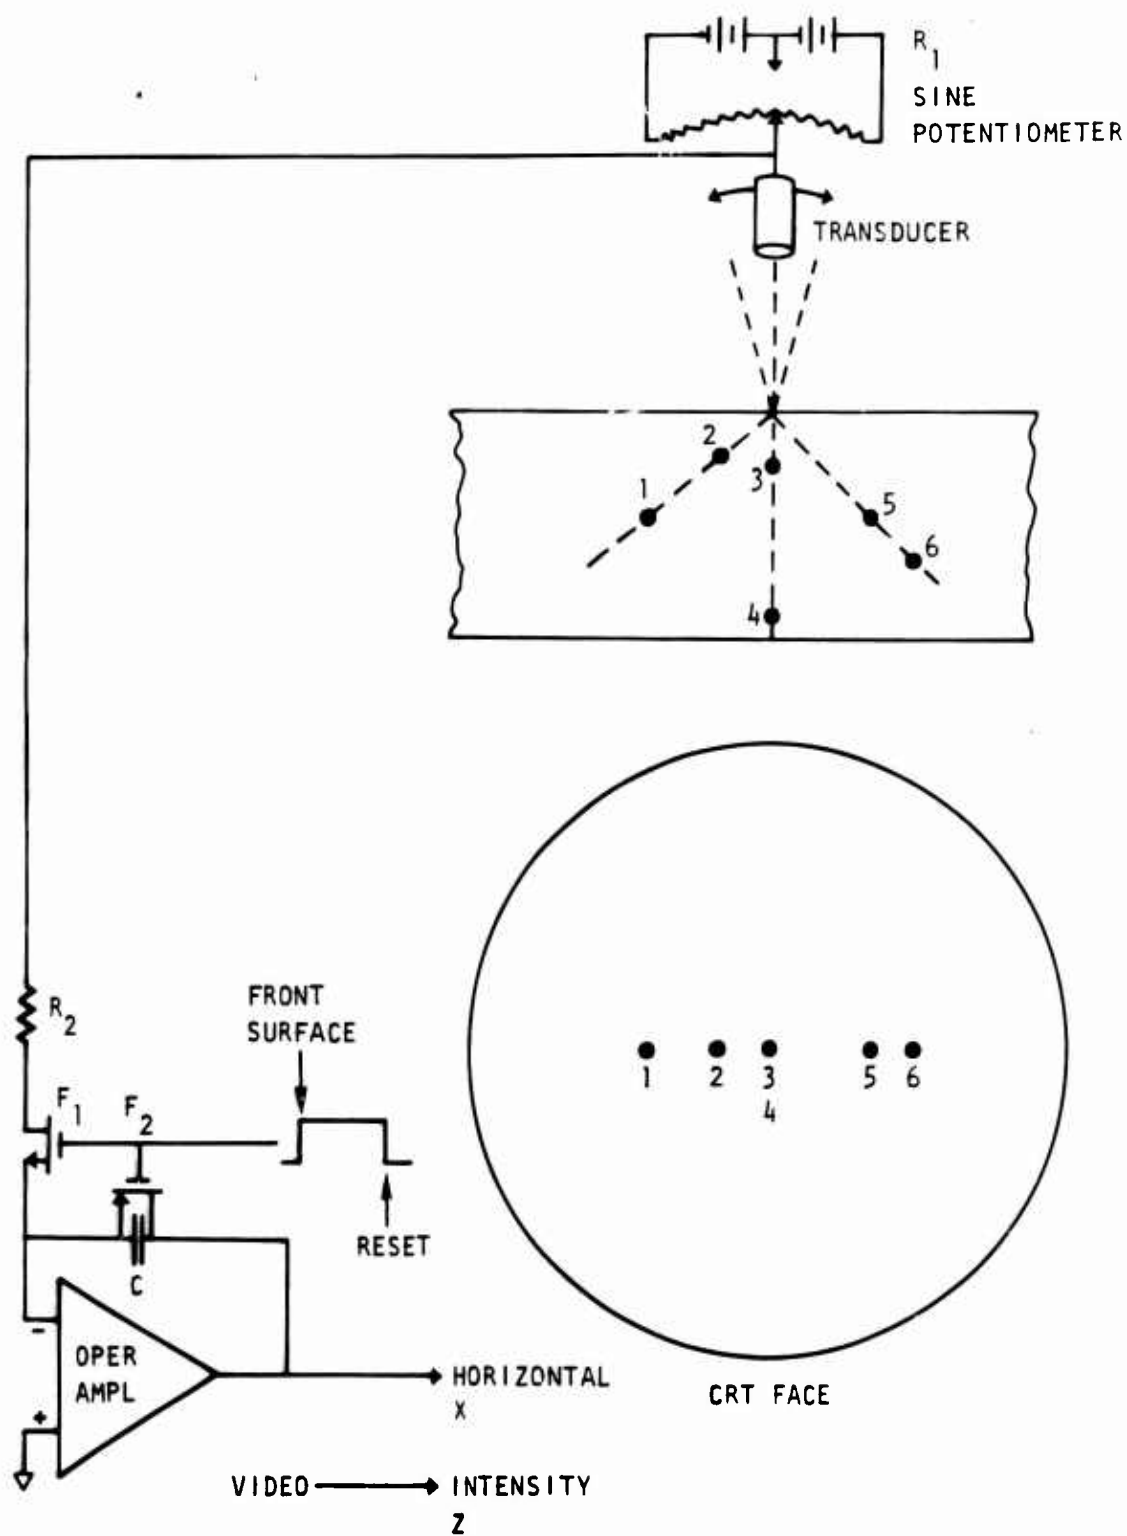 R1
SINE
POTENTIOMETER
TRANSDUCER
2
3
1
5
6
4
R2
FRONT
SURFACE
F1
F2
RESET
C
1 2 3 5 6
4
-
OPER
AMPL
+
HORIZONTAL
X
CRT FACE
VIDEO INTENSITY
Z